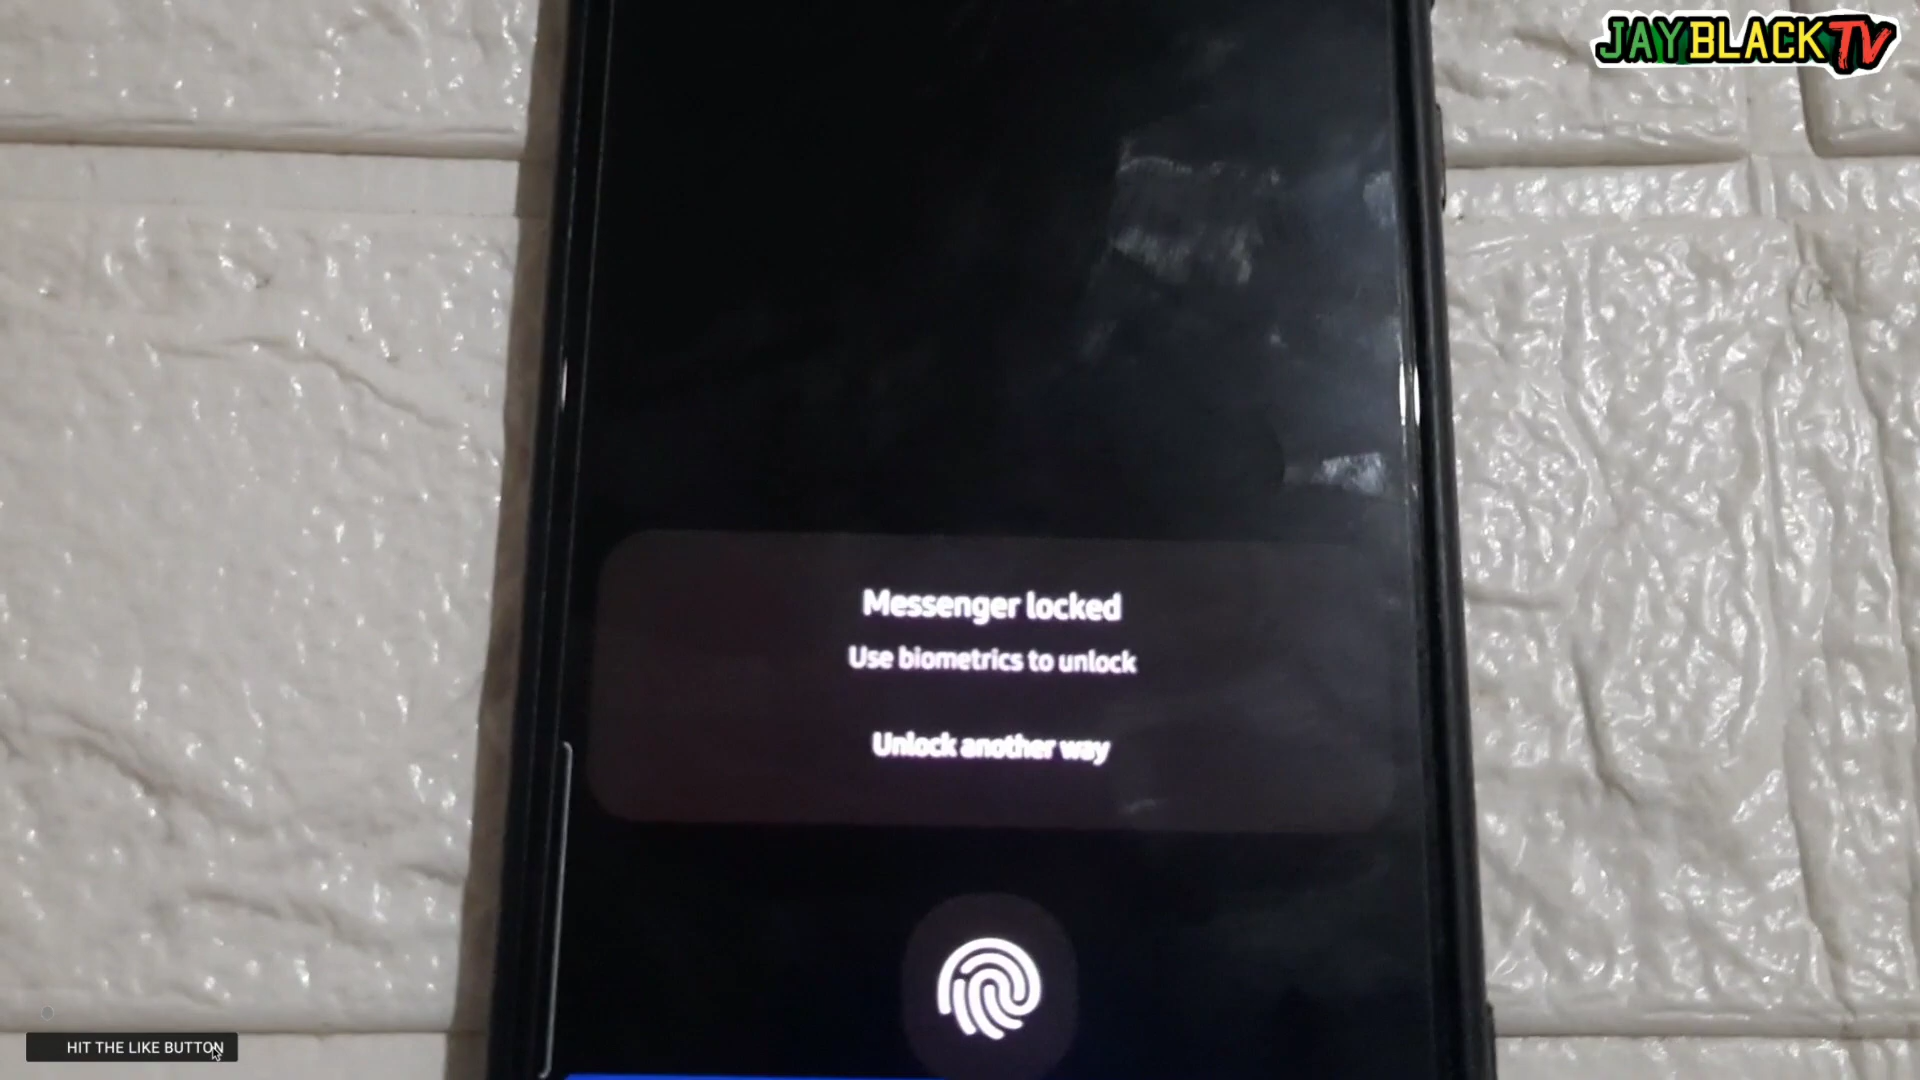 JAYBLACKTV
Messenger locked
Use biometrics to unlock
Unlock another way
HIT THE LIKE BUTTON